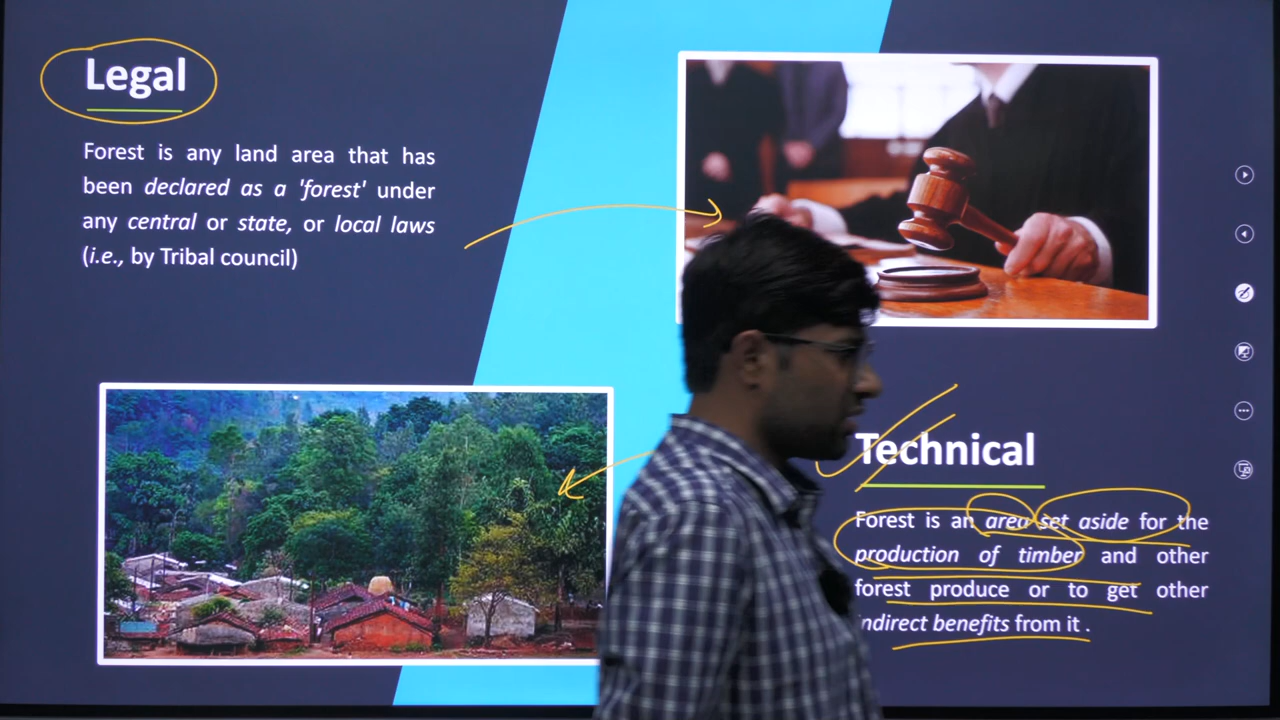 Legal
Forest is any land area that has
been declared as a 'forest' under
any central or state, or local laws
(i.e., by Tribal council)
Technical
Forest is an area set aside for the
production of timber and other
forest produce or to get other
indirect benefits from it .